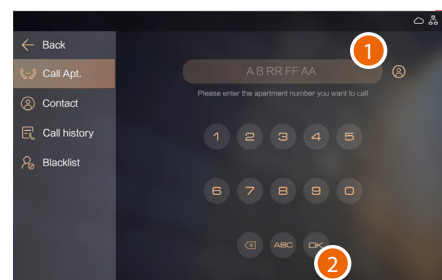 Back
1
Call Apt.
A B RR FF AA
Please enter the apartment number you want to call
Contact
Call history
Blacklist
1 2 3 4 5
6 7 8 9 0
ABC OK
2